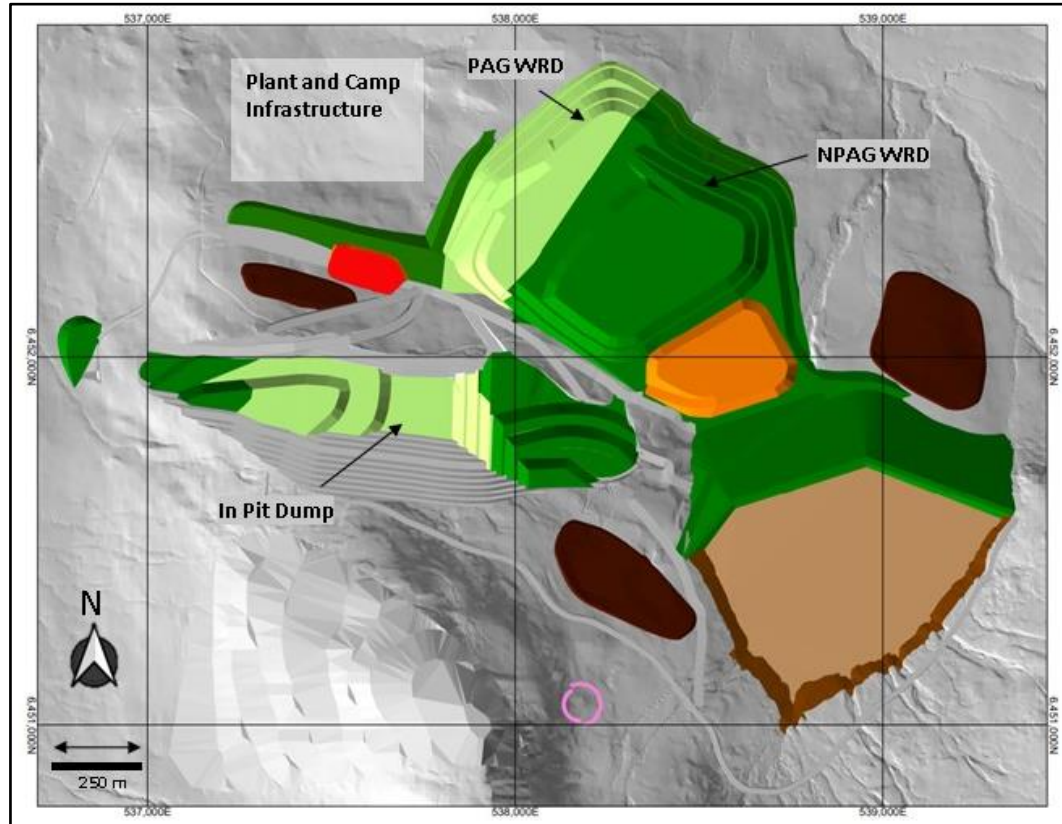 537,000E 538,000E 539,000E
PAG WRD
Plant and Camp
Infrastructure
NPAG WRD
6,452,000N 6,452,000N
In Pit Dump
N
6,451,000N 6,451,000N
250 m
537,000E 538,000E 539,000E